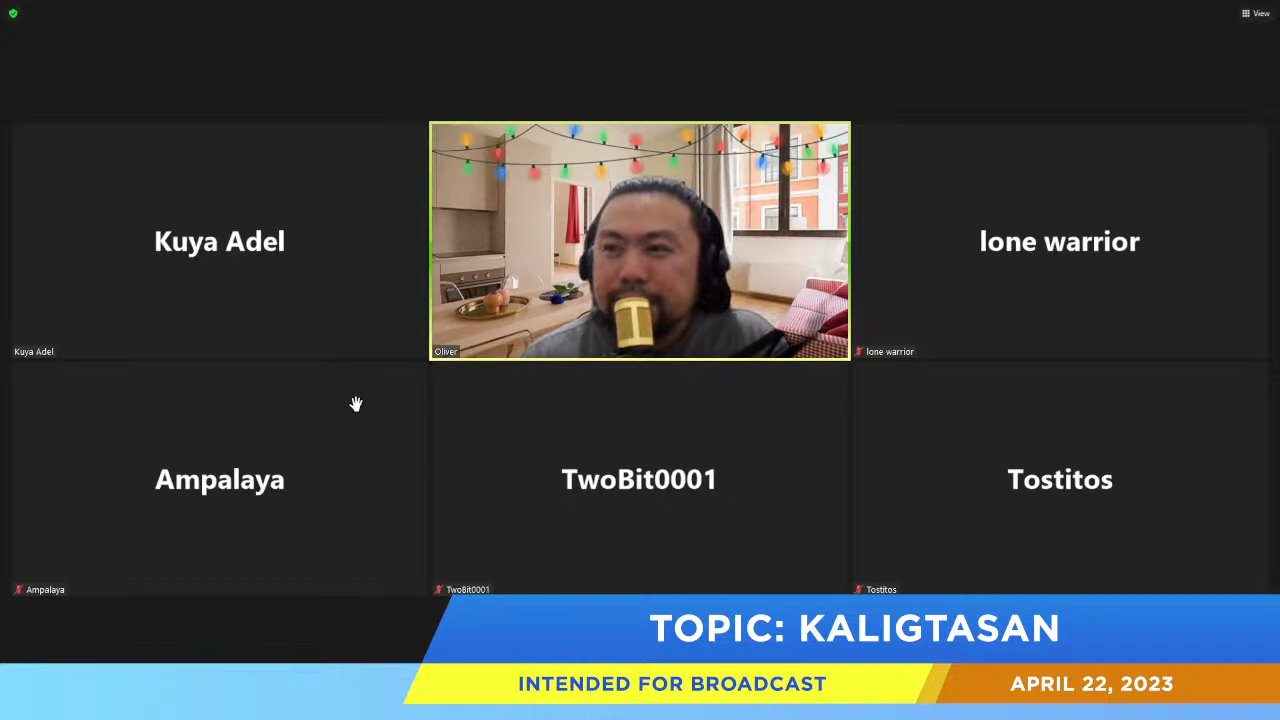 View
Kuya Adel
lone warrior
Kuya Adel
Oliver
lone warrior
Ampalaya
TwoBit0001
Tostitos
Ampalaya
TwoBit0001
Tostitos
TOPIC: KALIGTASAN
INTENDED FOR BROADCAST
APRIL 22, 2023